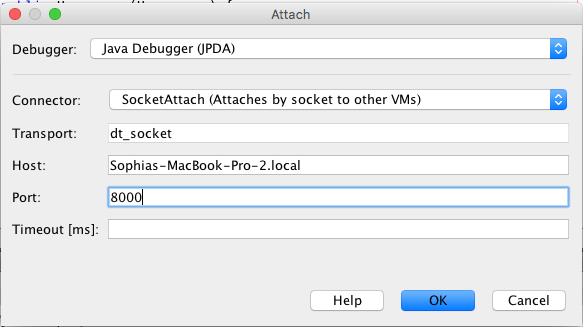 Attach
Debugger: Java Debugger (JPDA)
Connector: SocketAttach (Attaches by socket to other VMs)
Transport: dt_socket
Host: Sophias-MacBook-Pro-2.local
Port: 8000
Timeout [ms]:
Help OK Cancel